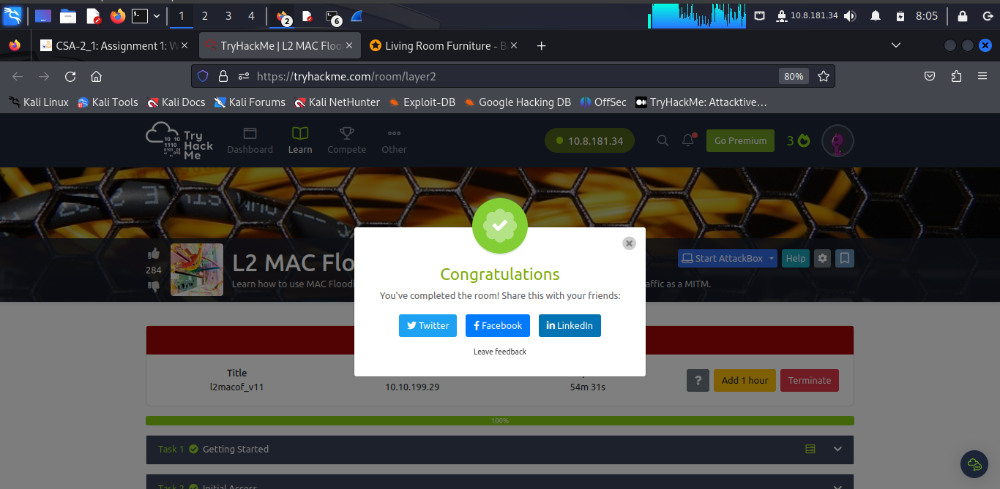 1 2 3 4 2 6 10.8.181.34 8:05
CSA-2_1: Assignment 1: W TryHackMe | L2 MAC Floo Living Room Furniture - B
https://tryhackme.com/room/layer2 80%
Kali Linux Kali Tools Kali Docs Kali Forums Kali NetHunter Exploit-DB Google Hacking DB OffSec TryHackMe: Attacktive…
Try Hack Me
Dashboard Learn Compete Other 10.8.181.34 Go Premium 3
284
L2 MAC Flo
Start AttackBox Help
Learn how to use MAC Floodi
affic as a MITM.
Congratulations
You've completed the room! Share this with your friends:
Twitter Facebook LinkedIn
Leave feedback
Title
l2macof_v11 10.10.199.29 54m 31s ? Add 1 hour Terminate
100%
Task 1 Getting Started
Task 2 Initial Access